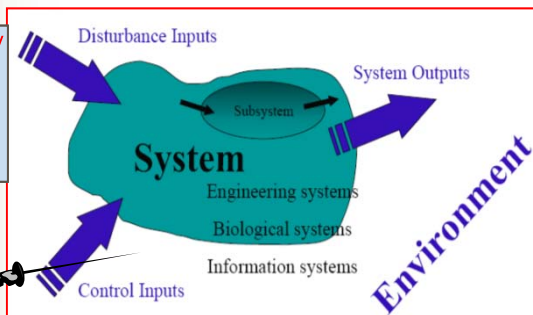 Disturbance Inputs
System Outputs
Subsystem
System
Engineering systems
Biological systems
Information systems
Control Inputs
Environment